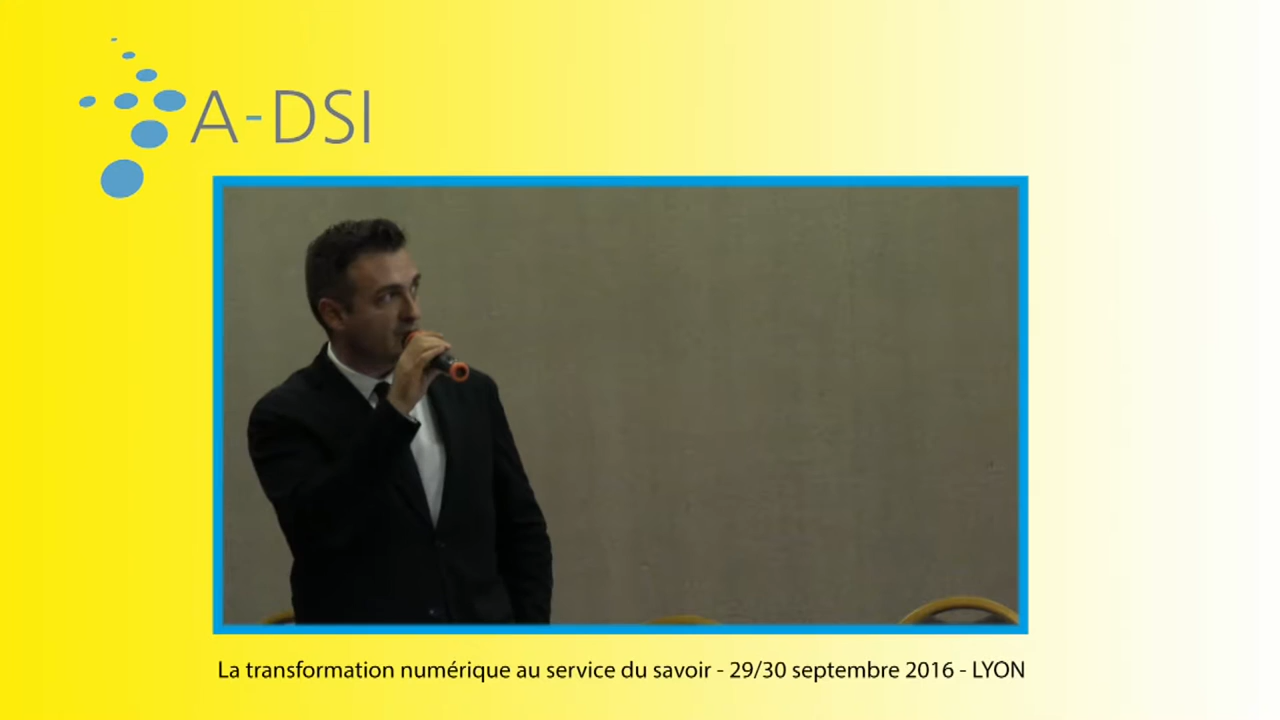 A-DSI
La transformation numérique au service du savoir - 29/30 septembre 2016 - LYON